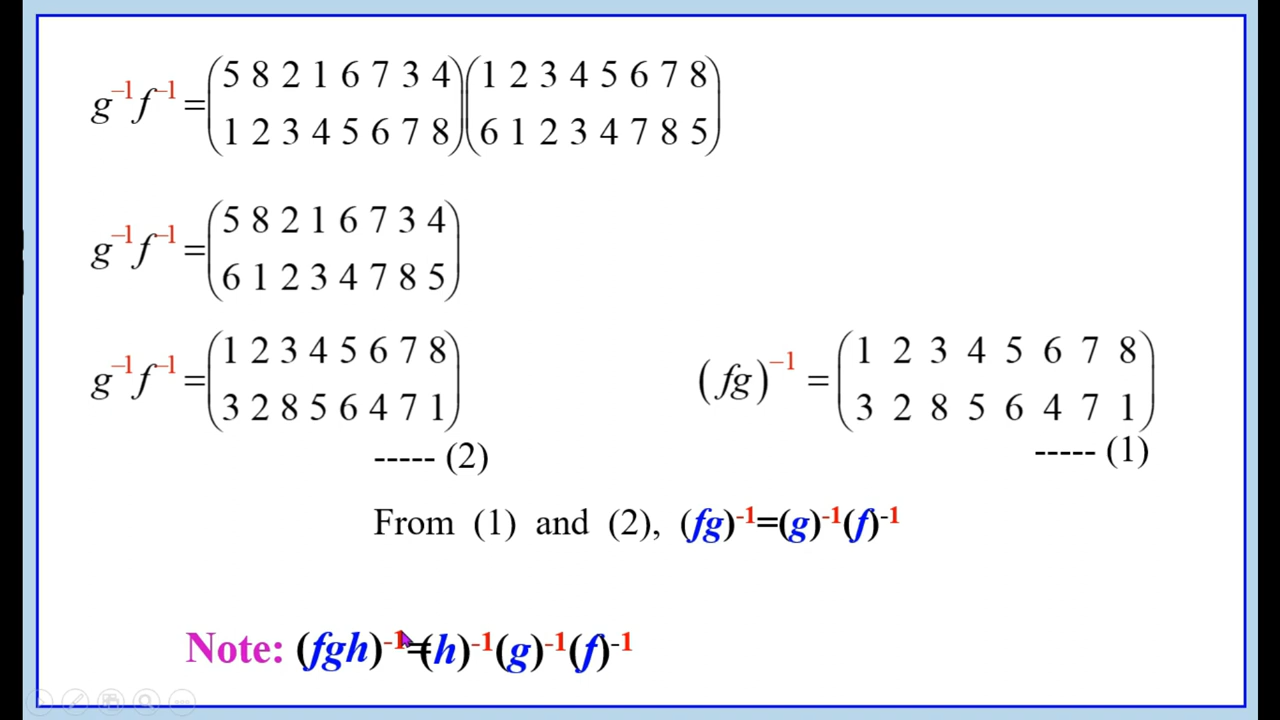 g⁻¹f⁻¹ = (5 8 2 1 6 7 3 4)(1 2 3 4 5 6 7 8)
(1 2 3 4 5 6 7 8)(6 1 2 3 4 7 8 5)
g⁻¹f⁻¹ = (5 8 2 1 6 7 3 4)
(6 1 2 3 4 7 8 5)
g⁻¹f⁻¹ = (1 2 3 4 5 6 7 8)
(3 2 8 5 6 4 7 1)
----- (2)
(fg)⁻¹ = (1 2 3 4 5 6 7 8)
(3 2 8 5 6 4 7 1)
----- (1)
From (1) and (2), (fg)⁻¹=(g)⁻¹(f)⁻¹
Note: (fgh)⁻¹=(h)⁻¹(g)⁻¹(f)⁻¹